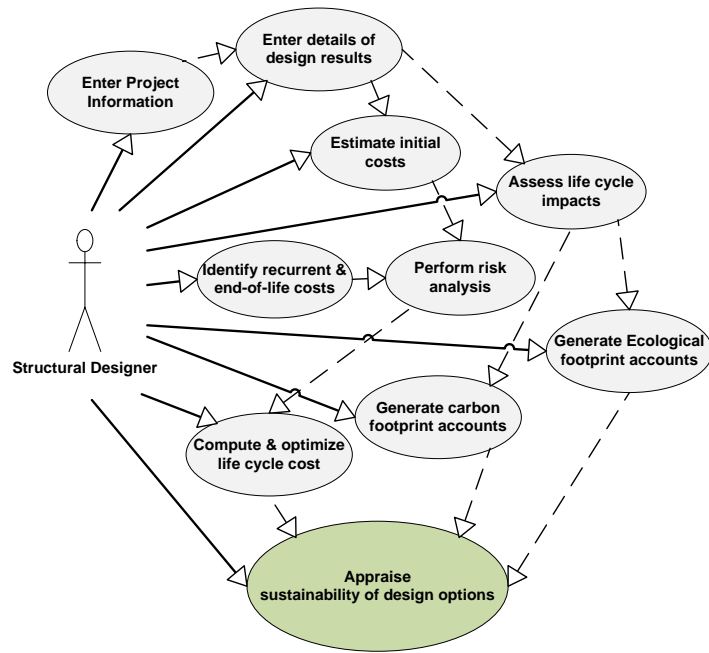 Enter details of
design results
Enter Project
Information
Estimate initial
costs
Assess life cycle
impacts
Identify recurrent &
end-of-life costs
Perform risk
analysis
Structural Designer
Generate Ecological
footprint accounts
Generate carbon
footprint accounts
Compute & optimize
life cycle cost
Appraise
sustainability of design options